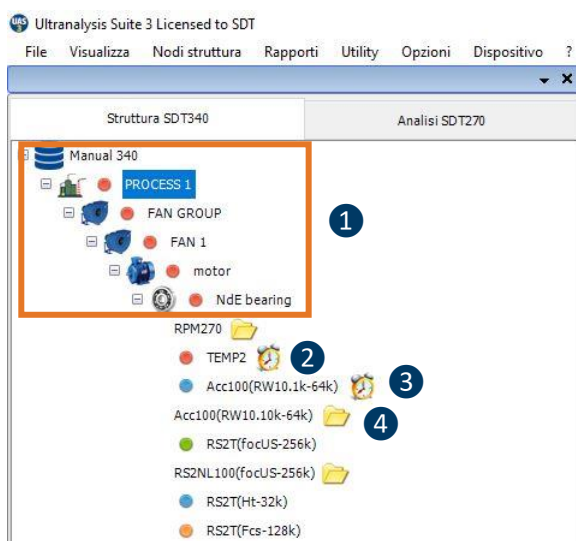 Ultranalysis Suite 3 Licensed to SDT
File Visualizza Nodi struttura Rapporti Utility Opzioni Dispositivo ?
Struttura SDT340 Analisi SDT270
Manual 340
PROCESS 1
FAN GROUP
1
FAN 1
motor
NdE bearing
RPM270
TEMP2 2
Acc100(RW10.1k-64k) 3
Acc100(RW10.10k-64k) 4
RS2T(focUS-256k)
RS2NL100(focUS-256k)
RS2T(Ht-32k)
RS2T(Fcs-128k)